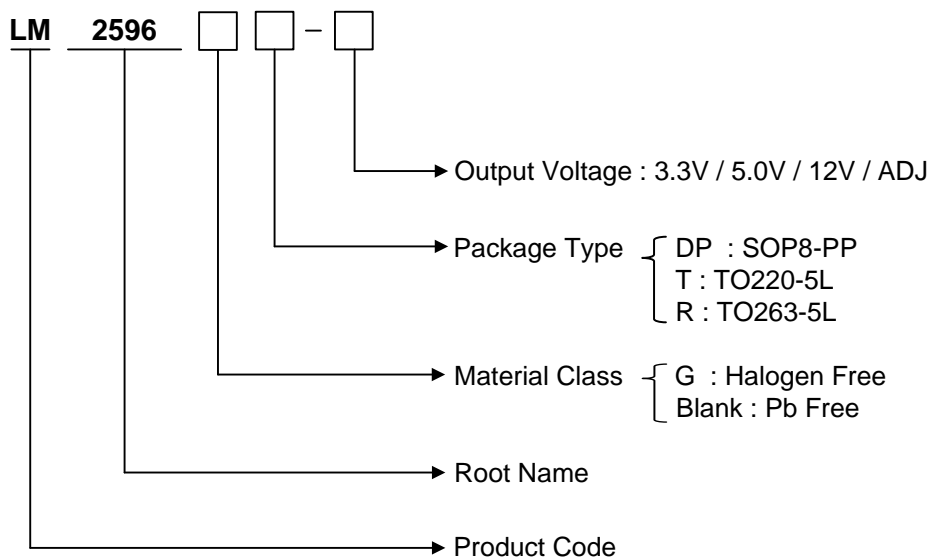 LM 2596 –
Output Voltage : 3.3V / 5.0V / 12V / ADJ
Package Type DP : SOP8-PP
T : TO220-5L
R : TO263-5L
Material Class G : Halogen Free
Blank : Pb Free
Root Name
Product Code